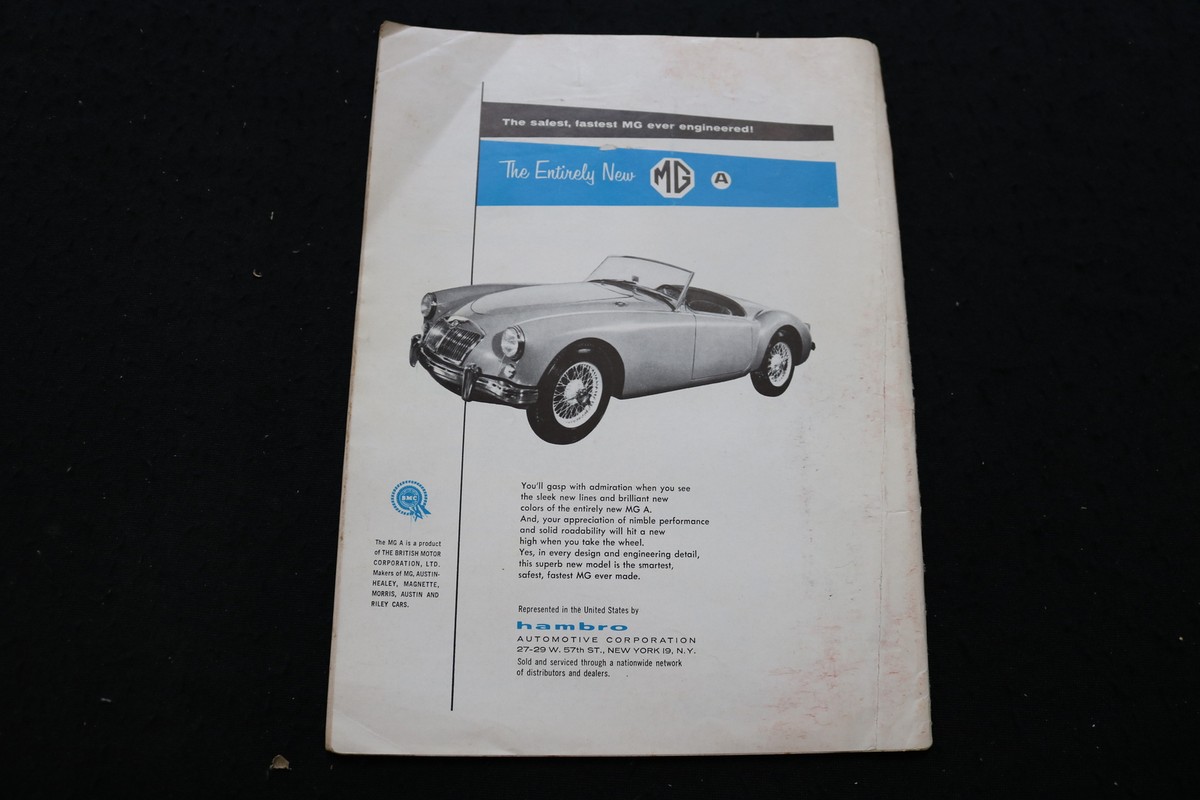 The safest, fastest MG ever engineered!
The Entirely New MG A
You'll gasp with admiration when you see
the sleek new lines and brilliant new
colors of the entirely new MG A.
And, your appreciation of nimble performance
and solid roadability will hit a new
high when you take the wheel.
Yes, in every design and engineering detail,
this superb new model is the smartest,
safest, fastest MG ever made.
BMC
The MG A is a product
of THE BRITISH MOTOR
CORPORATION, LTD.
Makers of MG, AUSTIN-
HEALEY, MAGNETTE,
MORRIS, AUSTIN AND
RILEY CARS.
Represented in the United States by
hambro
AUTOMOTIVE CORPORATION
27-29 W. 57th ST., NEW YORK 19, N.Y.
Sold and serviced through a nationwide network
of distributors and dealers.